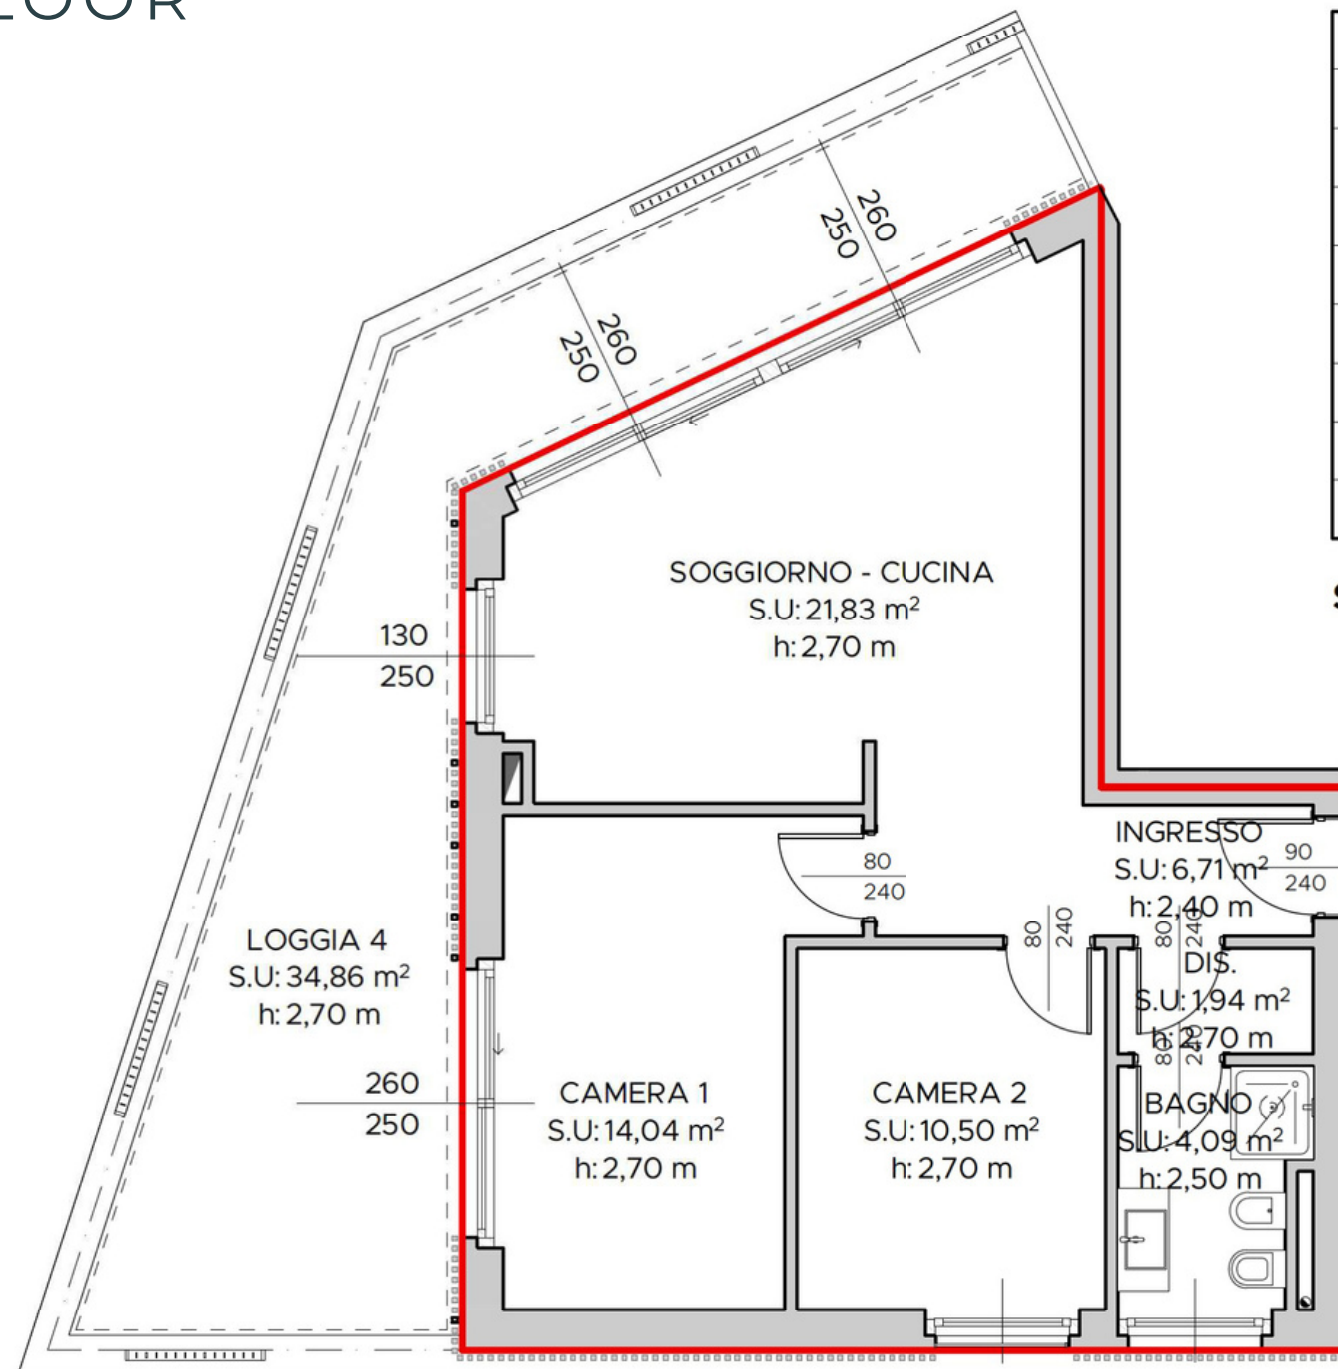 LOOR
260
250
260
250
SOGGIORNO - CUCINA
S.U: 21,83 m²
h: 2,70 m
130
250
INGRESSO
S.U: 6,71 m²
h: 2,40 m
90
240
80
240
80
240
80
240
LOGGIA 4
S.U: 34,86 m²
h: 2,70 m
DIS.
S.U: 1,94 m²
h: 2,70 m
80
240
260
250
CAMERA 1
S.U: 14,04 m²
h: 2,70 m
CAMERA 2
S.U: 10,50 m²
h: 2,70 m
BAGNO
S.U: 4,09 m²
h: 2,50 m